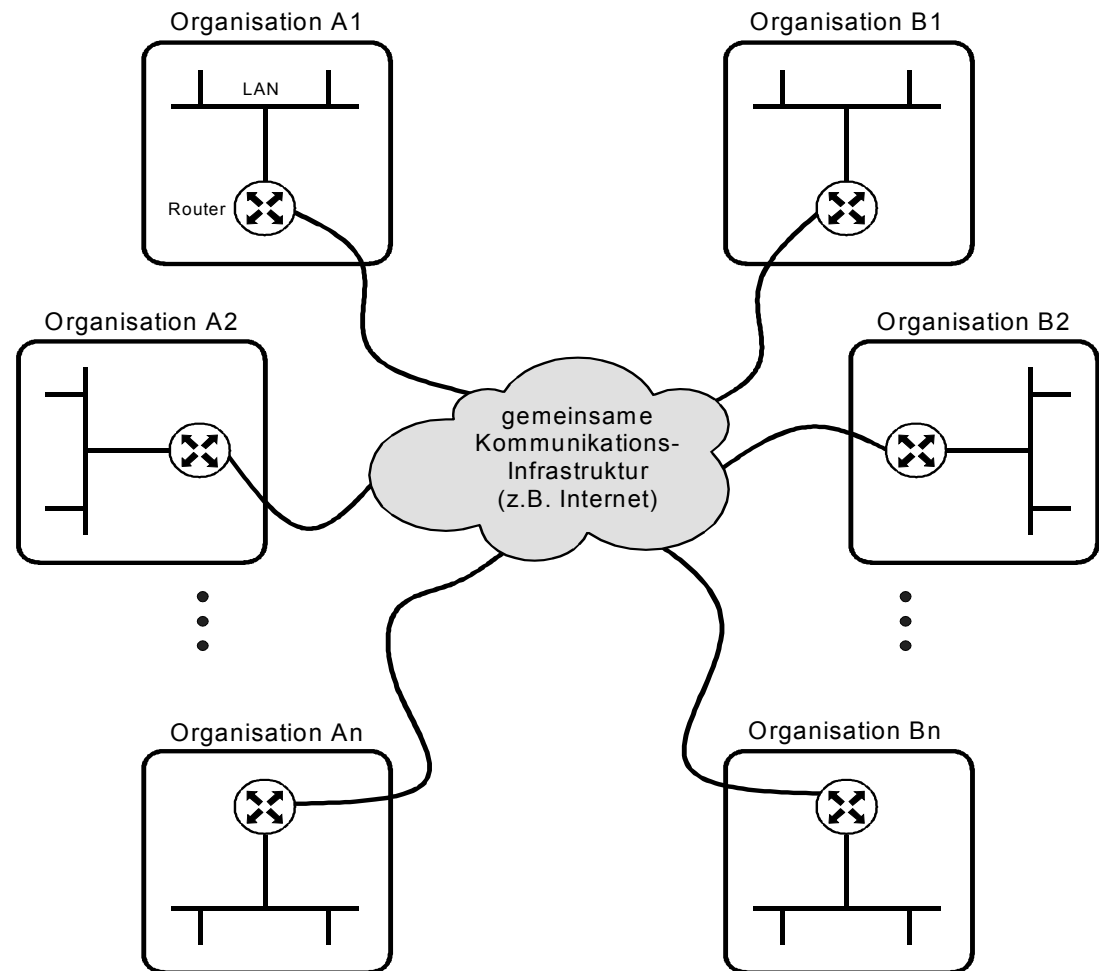 Organisation A1
Organisation B1
LAN
Router
Organisation A2
Organisation B2
gemeinsame
Kommunikations-
Infrastruktur
(z.B. Internet)
Organisation An
Organisation Bn